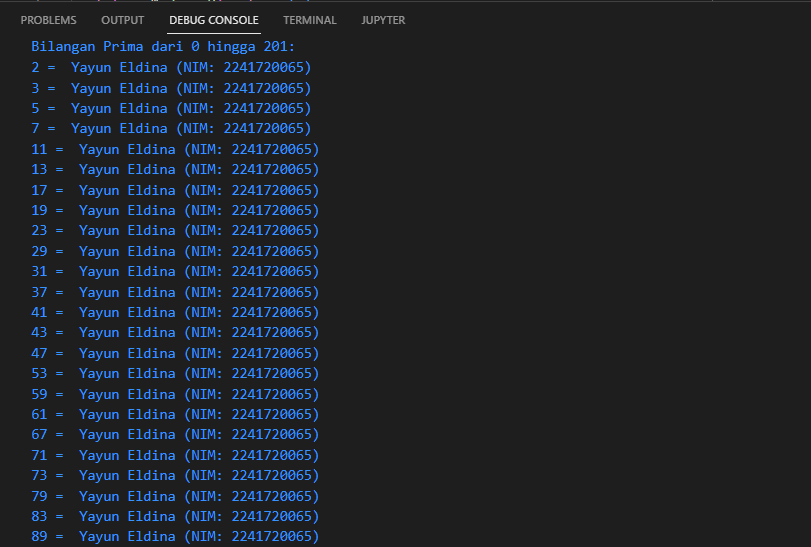 PROBLEMS OUTPUT DEBUG CONSOLE TERMINAL JUPYTER
Bilangan Prima dari 0 hingga 201:
2 =  Yayun Eldina (NIM: 2241720065)
3 =  Yayun Eldina (NIM: 2241720065)
5 =  Yayun Eldina (NIM: 2241720065)
7 =  Yayun Eldina (NIM: 2241720065)
11 =  Yayun Eldina (NIM: 2241720065)
13 =  Yayun Eldina (NIM: 2241720065)
17 =  Yayun Eldina (NIM: 2241720065)
19 =  Yayun Eldina (NIM: 2241720065)
23 =  Yayun Eldina (NIM: 2241720065)
29 =  Yayun Eldina (NIM: 2241720065)
31 =  Yayun Eldina (NIM: 2241720065)
37 =  Yayun Eldina (NIM: 2241720065)
41 =  Yayun Eldina (NIM: 2241720065)
43 =  Yayun Eldina (NIM: 2241720065)
47 =  Yayun Eldina (NIM: 2241720065)
53 =  Yayun Eldina (NIM: 2241720065)
59 =  Yayun Eldina (NIM: 2241720065)
61 =  Yayun Eldina (NIM: 2241720065)
67 =  Yayun Eldina (NIM: 2241720065)
71 =  Yayun Eldina (NIM: 2241720065)
73 =  Yayun Eldina (NIM: 2241720065)
79 =  Yayun Eldina (NIM: 2241720065)
83 =  Yayun Eldina (NIM: 2241720065)
89 =  Yayun Eldina (NIM: 2241720065)